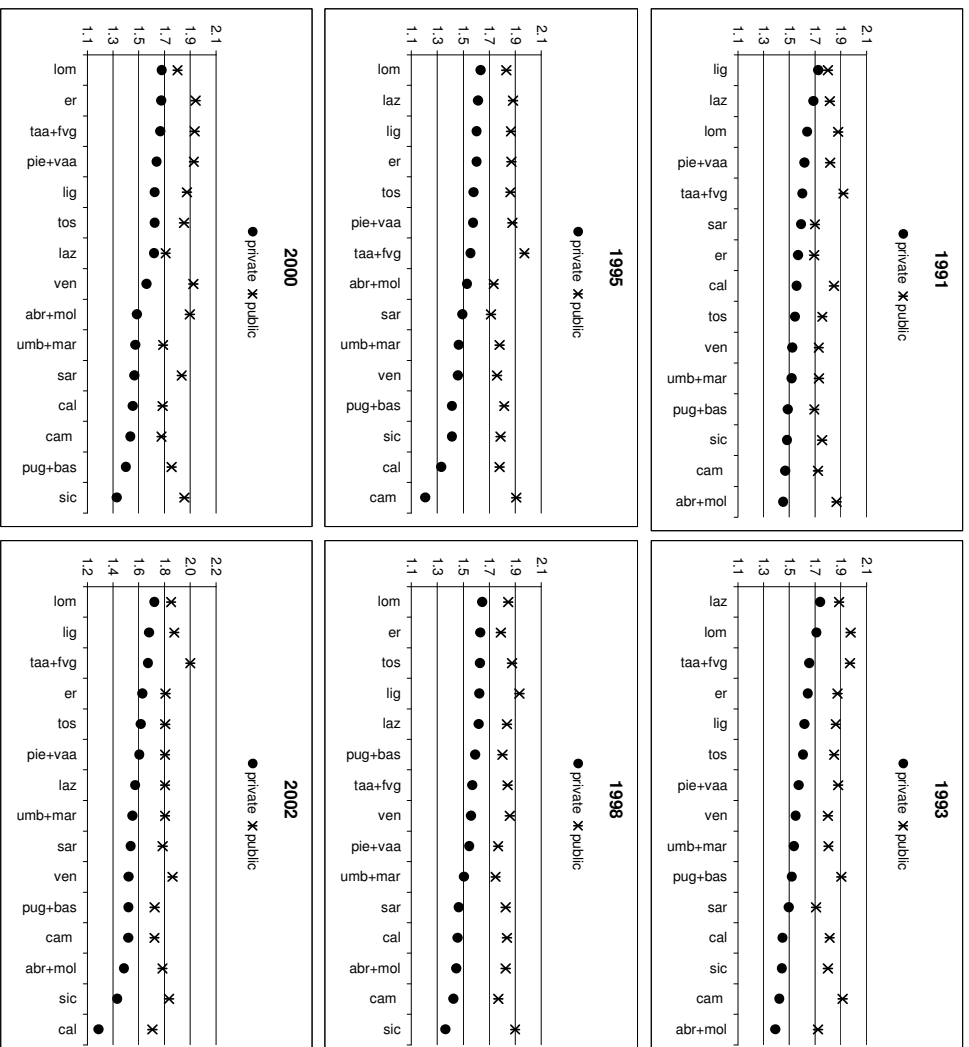 1991
private public
2.1
1.9
1.7
1.5
1.3
1.1
lig
laz
lom
pie+vaa
taa+fvg
sar
er
cal
tos
ven
umb+mar
pug+bas
sic
cam
abr+mol
1993
private public
2.1
1.9
1.7
1.5
1.3
1.1
laz
lom
taa+fvg
er
lig
tos
pie+vaa
ven
umb+mar
pug+bas
sar
cal
sic
cam
abr+mol
1995
private public
2.1
1.9
1.7
1.5
1.3
1.1
lom
laz
lig
er
tos
pie+vaa
taa+fvg
abr+mol
sar
umb+mar
ven
pug+bas
sic
cal
cam
1998
private public
2.1
1.9
1.7
1.5
1.3
1.1
lom
er
tos
lig
laz
pug+bas
taa+fvg
ven
pie+vaa
umb+mar
sar
cal
abr+mol
cam
sic
2000
private public
2.1
1.9
1.7
1.5
1.3
1.1
lom
er
taa+fvg
pie+vaa
lig
tos
laz
ven
abr+mol
umb+mar
sar
cal
cam
pug+bas
sic
2002
private public
2.2
2.0
1.8
1.6
1.4
1.2
lom
lig
taa+fvg
er
tos
pie+vaa
laz
umb+mar
sar
ven
pug+bas
cam
abr+mol
sic
cal